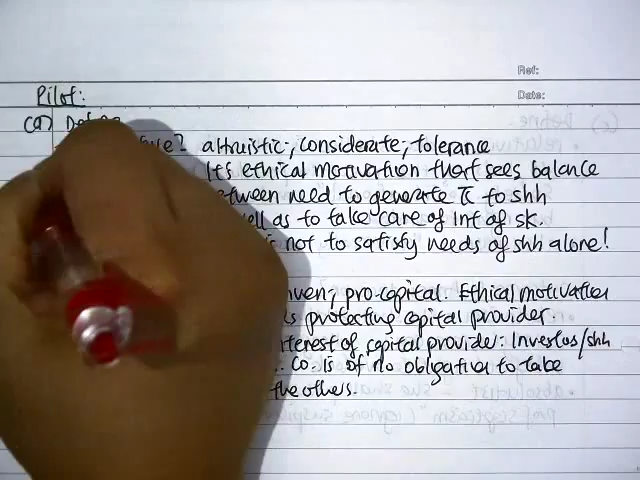 Ref:
Pilot:
Date:
(a) Define
altruistic, considerate, tolerance
Its ethical motivation that sees balance
between need to generate π to shh
well as to take care of int of sk.
is not to satisfy needs of shh alone!
pro-capital. Ethical motivation
is protecting capital provider.
interest of capital provider: Investors/shh
Co. is of no obligation to take
the others.